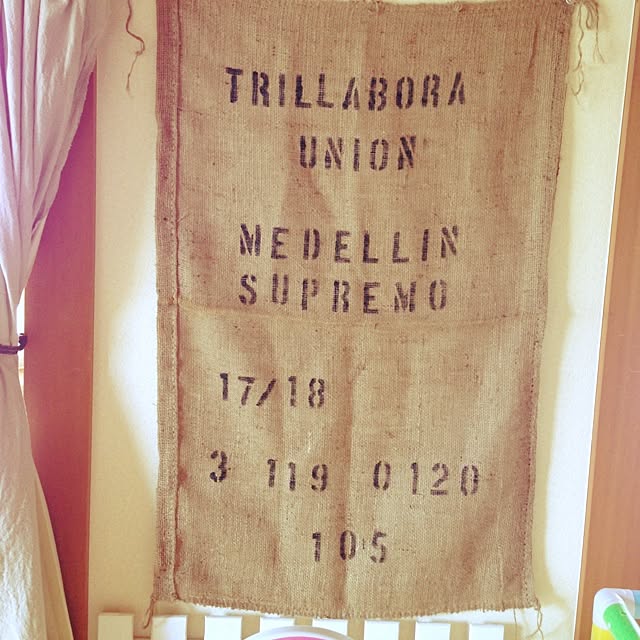 TRILLABORA
UNION
MEDELLIN
SUPREMO
17/18
3 119 0120
105